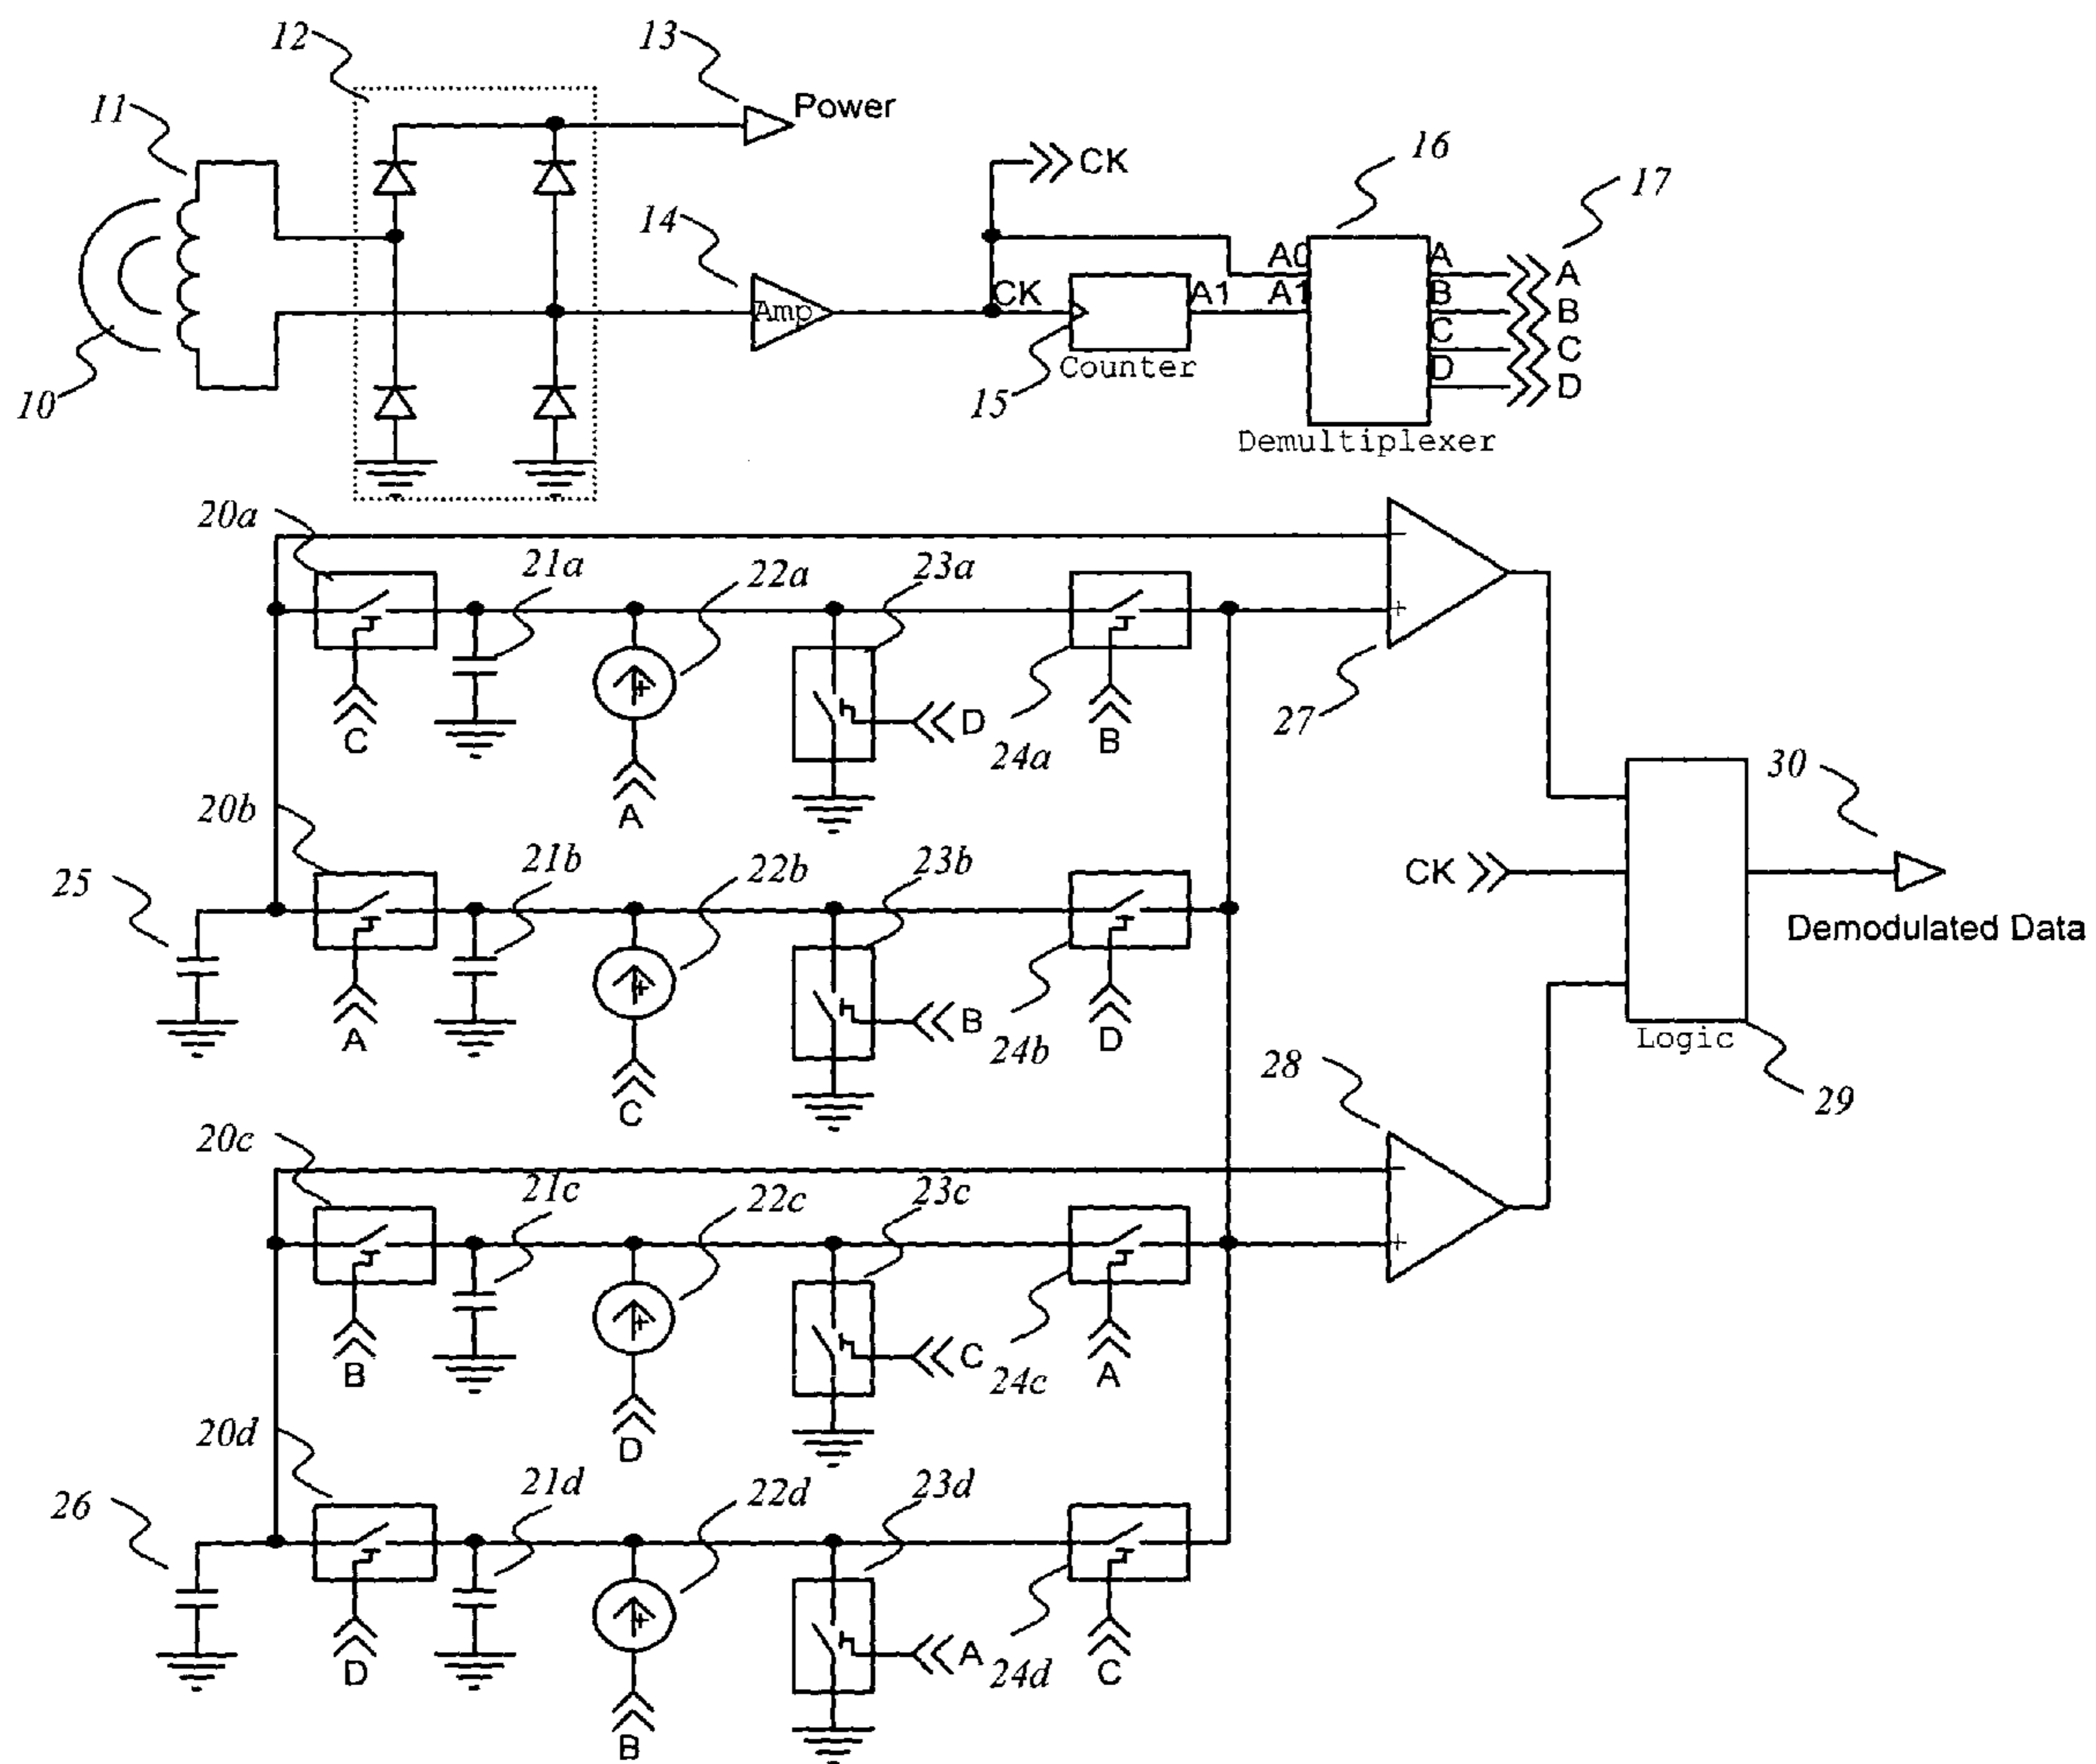 12
13
Power
11
CK
16
17
14
A0
A
A
CK
A1
A1
B
B
Amp
C
C
D
D
10
Counter
15
Demultiplexer
20a
21a
22a
23a
−
+
C
D
24a
B
27
A
30
20b
21b
22b
23b
25
CK
Demodulated Data
A
B
24b
D
Logic
C
28
29
20c
21c
22c
23c
−
+
B
C
24c
A
D
20d
21d
22d
23d
26
D
A
24d
C
B